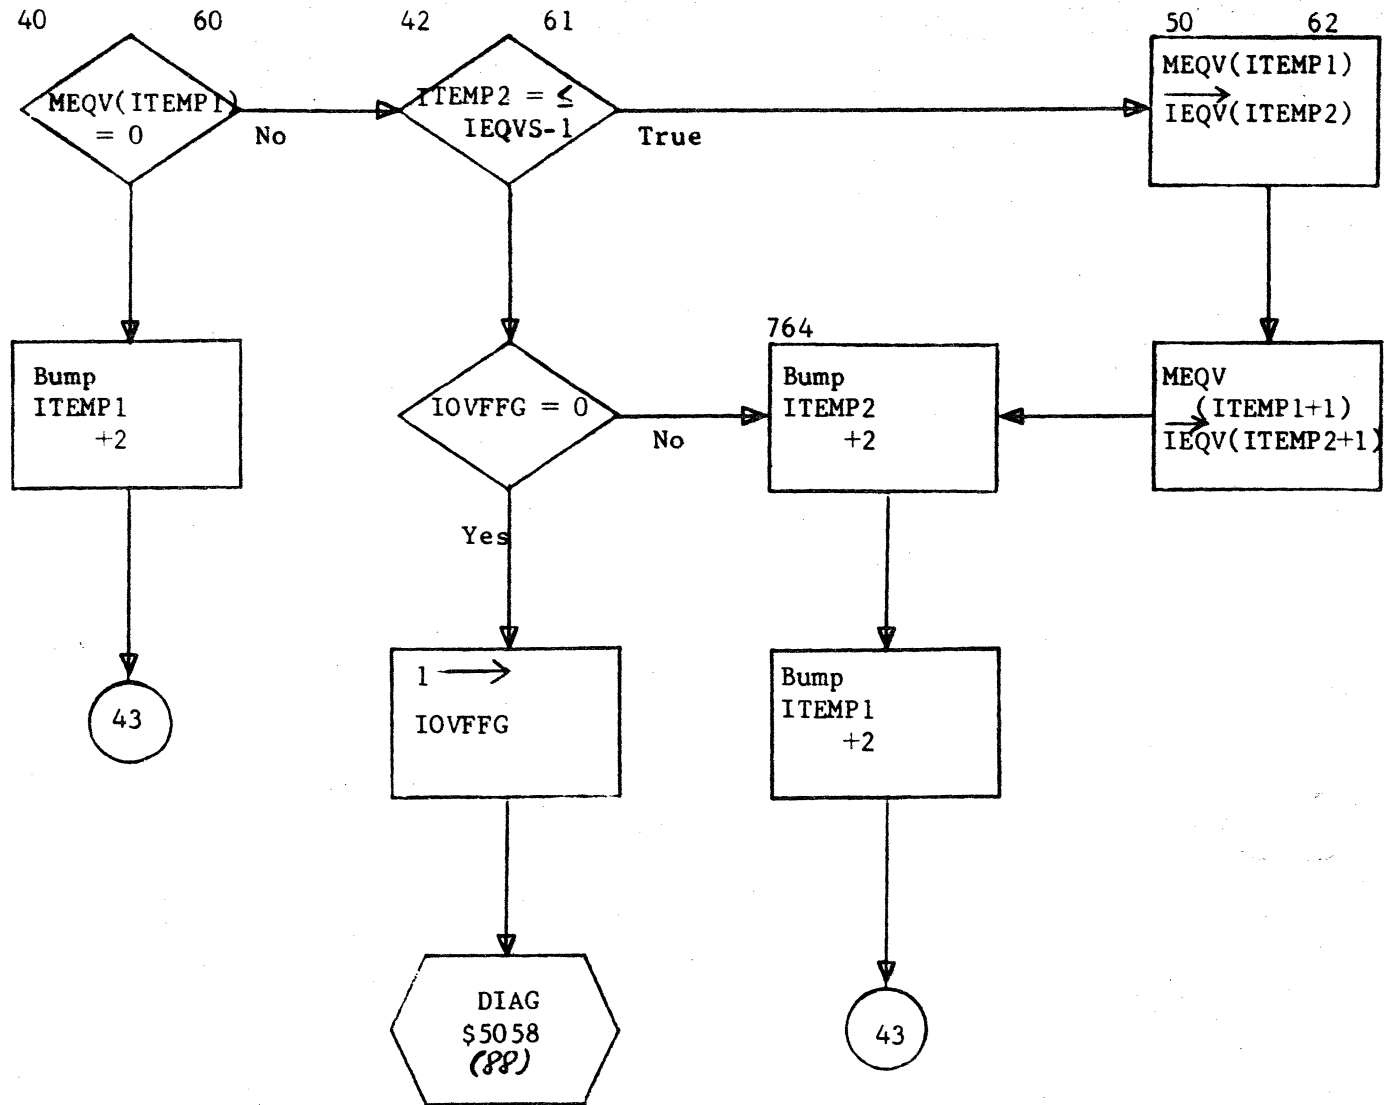 40 60 42 61 50 62
MEQV(ITEMP1)
= 0
No
ITEMP2 = ≤
IEQVS-1
True
MEQV(ITEMP1)
⟶
IEQV(ITEMP2)
Bump
ITEMP1
+2
IOVFFG = 0
No
Yes
764
Bump
ITEMP2
+2
MEQV
(ITEMP1+1)
⟶
IEQV(ITEMP2+1)
43
1 ⟶
IOVFFG
Bump
ITEMP1
+2
DIAG
$5058
(88)
43